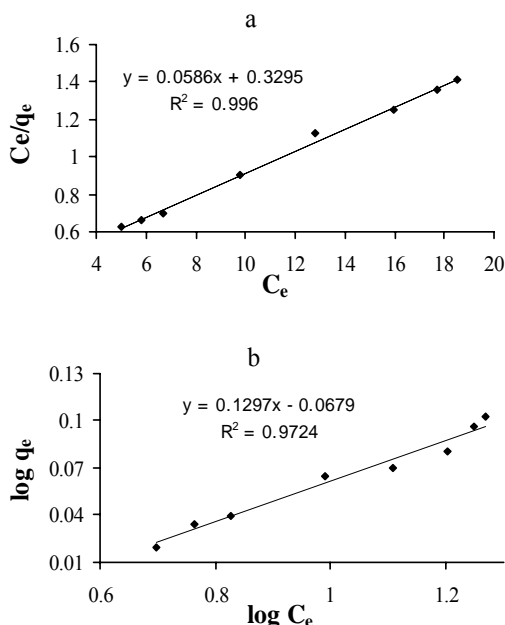 a
1.6
1.4
1.2
1
0.8
0.6
Ce/qe
y = 0.0586x + 0.3295
R² = 0.996
4 6 8 10 12 14 16 18 20
Ce
b
0.13
0.1
0.07
0.04
0.01
log qe
y = 0.1297x - 0.0679
R² = 0.9724
0.6 0.8 1 1.2
log Ce